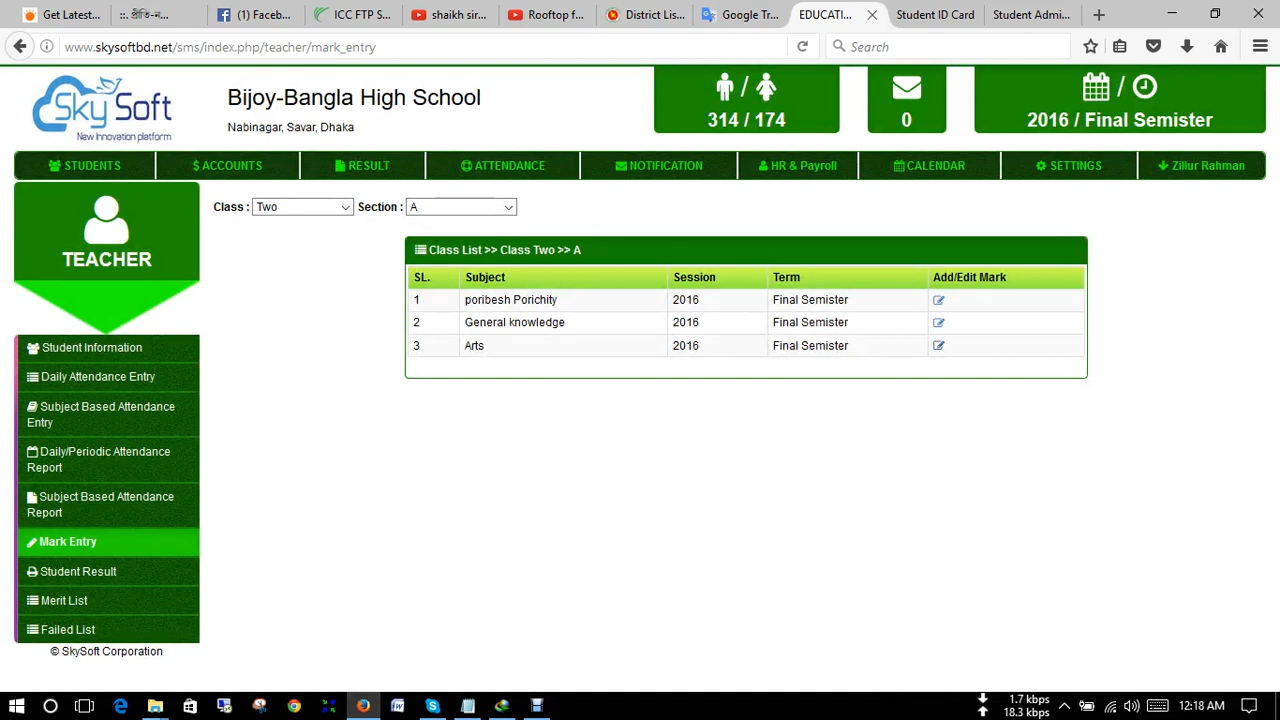 Get Latest...
(1) Faceb...
ICC FTP S...
shaikh sir...
Rooftop f...
District Lis...
Google Tr...
EDUCATI...
Student ID Card
Student Admi...
www.skysoftbd.net/sms/index.php/teacher/mark_entry
Search
Sky Soft
New Innovation platform
Bijoy-Bangla High School
Nabinagar, Savar, Dhaka
/
314 / 174
0
/
2016 / Final Semister
STUDENTS
$ ACCOUNTS
RESULT
ATTENDANCE
NOTIFICATION
HR & Payroll
CALENDAR
SETTINGS
Zillur Rahman
TEACHER
Class : Two Section : A
Class List >> Class Two >> A
SL. Subject Session Term Add/Edit Mark
1 poribesh Porichity 2016 Final Semister
2 General knowledge 2016 Final Semister
3 Arts 2016 Final Semister
Student Information
Daily Attendance Entry
Subject Based Attendance
Entry
Daily/Periodic Attendance
Report
Subject Based Attendance
Report
Mark Entry
Student Result
Merit List
Failed List
© SkySoft Corporation
1.7 kbps
18.3 kbps
12:18 AM